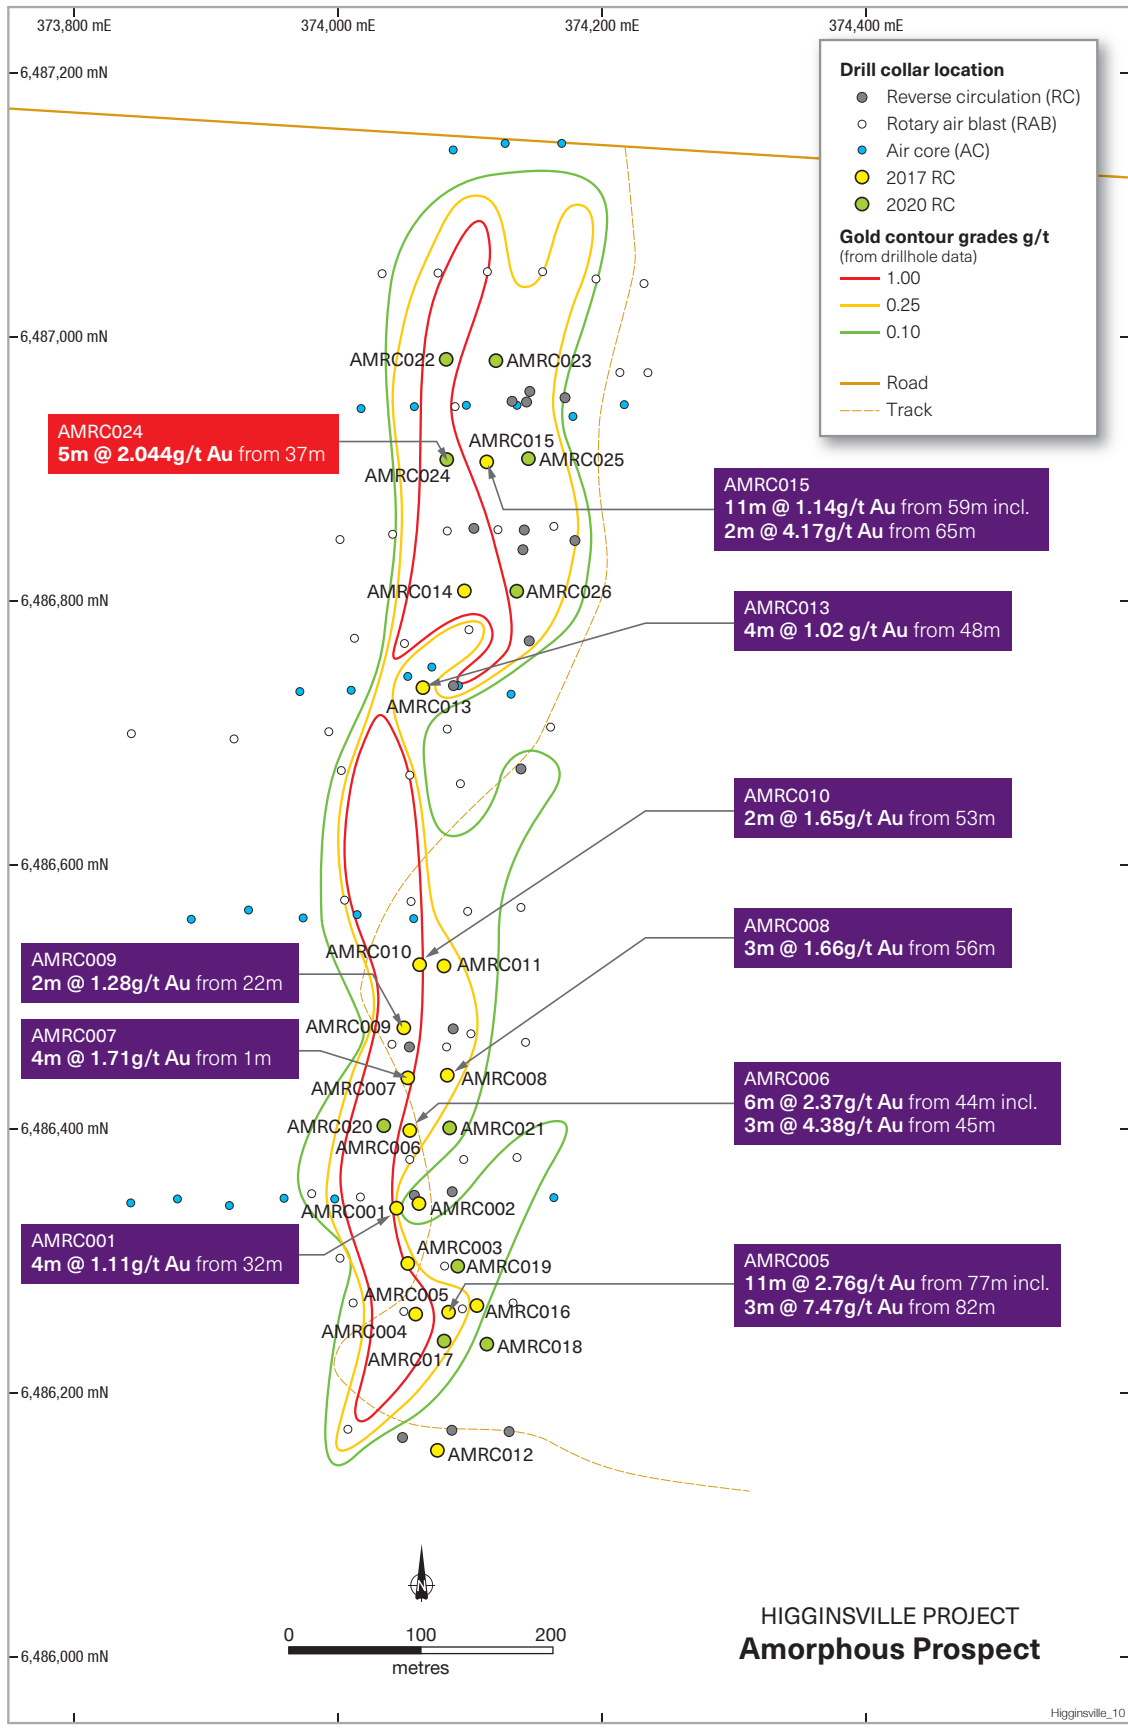 373,800 mE
374,000 mE
374,200 mE
374,400 mE
6,487,200 mN
Drill collar location
Reverse circulation (RC)
Rotary air blast (RAB)
Air core (AC)
2017 RC
2020 RC
Gold contour grades g/t
(from drillhole data)
1.00
0.25
0.10
Road
Track
6,487,000 mN
AMRC022
AMRC023
AMRC024
5m @ 2.044g/t Au from 37m
AMRC015
AMRC024
AMRC025
AMRC015
11m @ 1.14g/t Au from 59m incl.
2m @ 4.17g/t Au from 65m
6,486,800 mN
AMRC014
AMRC026
AMRC013
4m @ 1.02 g/t Au from 48m
AMRC013
AMRC010
2m @ 1.65g/t Au from 53m
6,486,600 mN
AMRC008
3m @ 1.66g/t Au from 56m
AMRC009
2m @ 1.28g/t Au from 22m
AMRC010
AMRC011
AMRC007
4m @ 1.71g/t Au from 1m
AMRC009
AMRC007
AMRC008
AMRC006
6m @ 2.37g/t Au from 44m incl.
3m @ 4.38g/t Au from 45m
6,486,400 mN
AMRC020
AMRC021
AMRC006
AMRC001
AMRC002
AMRC001
4m @ 1.11g/t Au from 32m
AMRC003
AMRC019
AMRC005
11m @ 2.76g/t Au from 77m incl.
3m @ 7.47g/t Au from 82m
AMRC005
AMRC016
AMRC004
AMRC017
AMRC018
6,486,200 mN
AMRC012
N
0 100 200
metres
HIGGINSVILLE PROJECT
Amorphous Prospect
6,486,000 mN
Higginsville_10